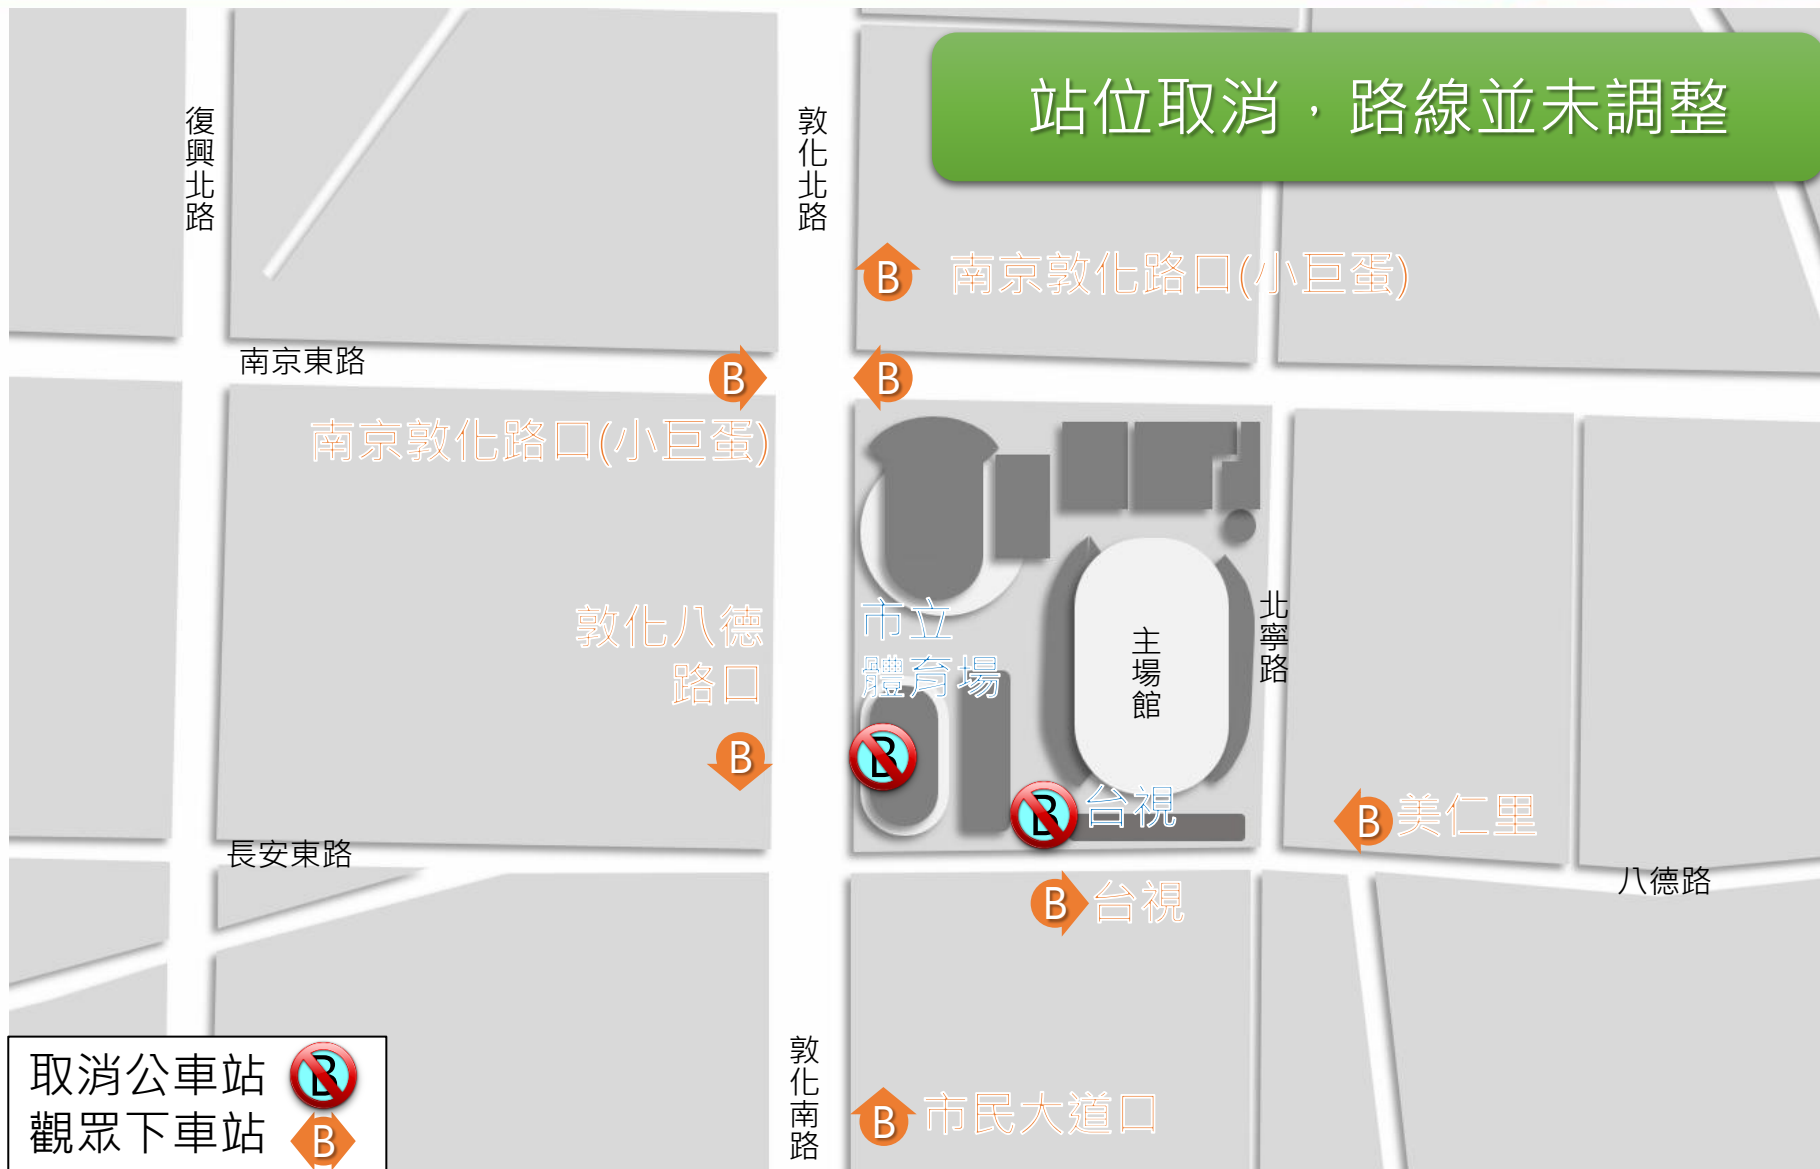 站位取消，路線並未調整
復興北路
敦化北路
B 南京敦化路口(小巨蛋)
南京東路
B
B
南京敦化路口(小巨蛋)
敦化八德
路口
B
市立
體育場
B
主場館
北寧路
B 台視
B 美仁里
長安東路
八德路
B 台視
敦化南路
B 市民大道口
取消公車站 B
觀眾下車站 B